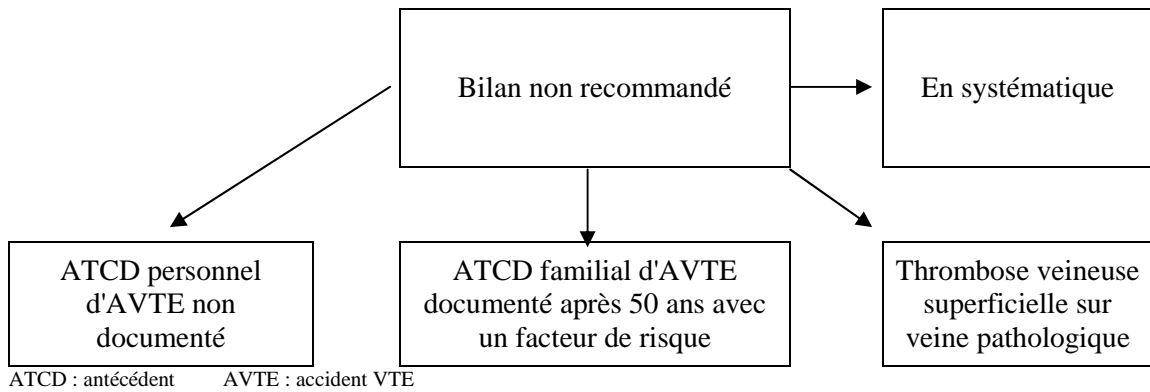 Bilan non recommandé
En systématique
ATCD personnel
d'AVTE non
documenté
ATCD familial d'AVTE
documenté après 50 ans avec
un facteur de risque
Thrombose veineuse
superficielle sur
veine pathologique
ATCD : antécédent AVTE : accident VTE